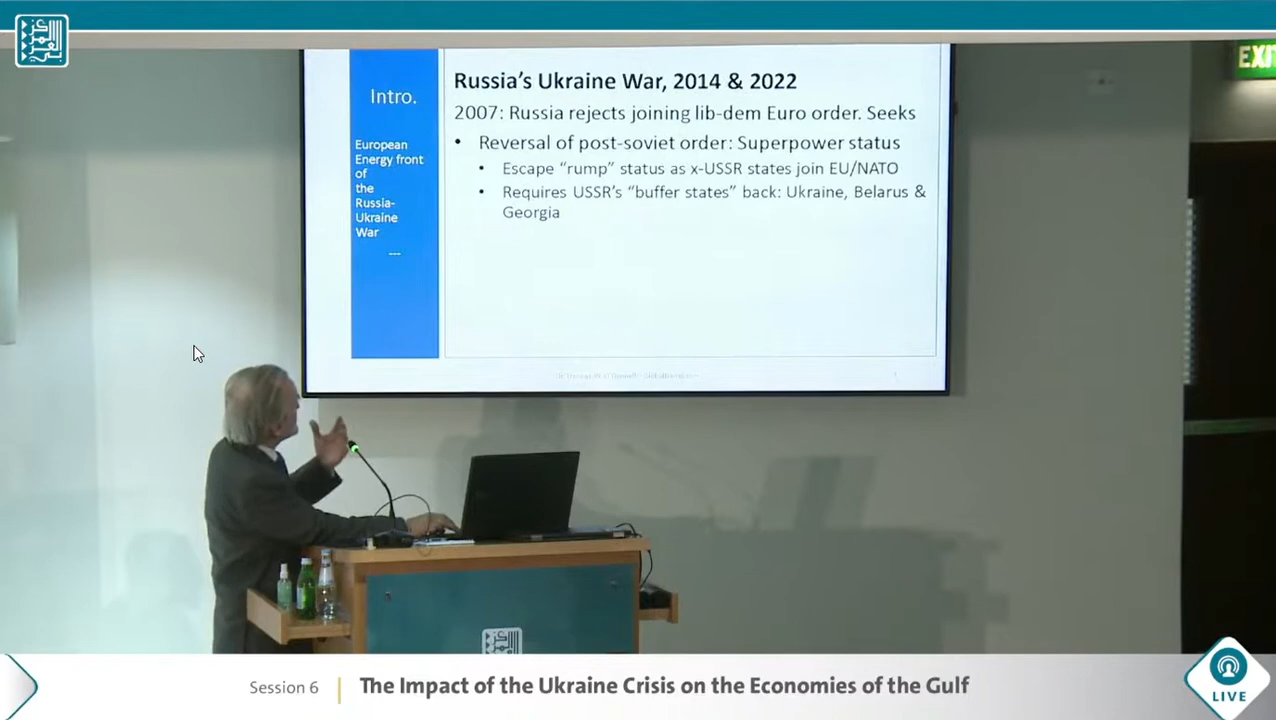 EXIT
Russia's Ukraine War, 2014 & 2022
Intro.
2007: Russia rejects joining lib-dem Euro order. Seeks
• Reversal of post-soviet order: Superpower status
European
Energy front
of
the
Russia-
Ukraine
War
---
• Escape “rump” status as x-USSR states join EU/NATO
• Requires USSR's “buffer states” back: Ukraine, Belarus &
Georgia
Session 6
The Impact of the Ukraine Crisis on the Economies of the Gulf
LIVE